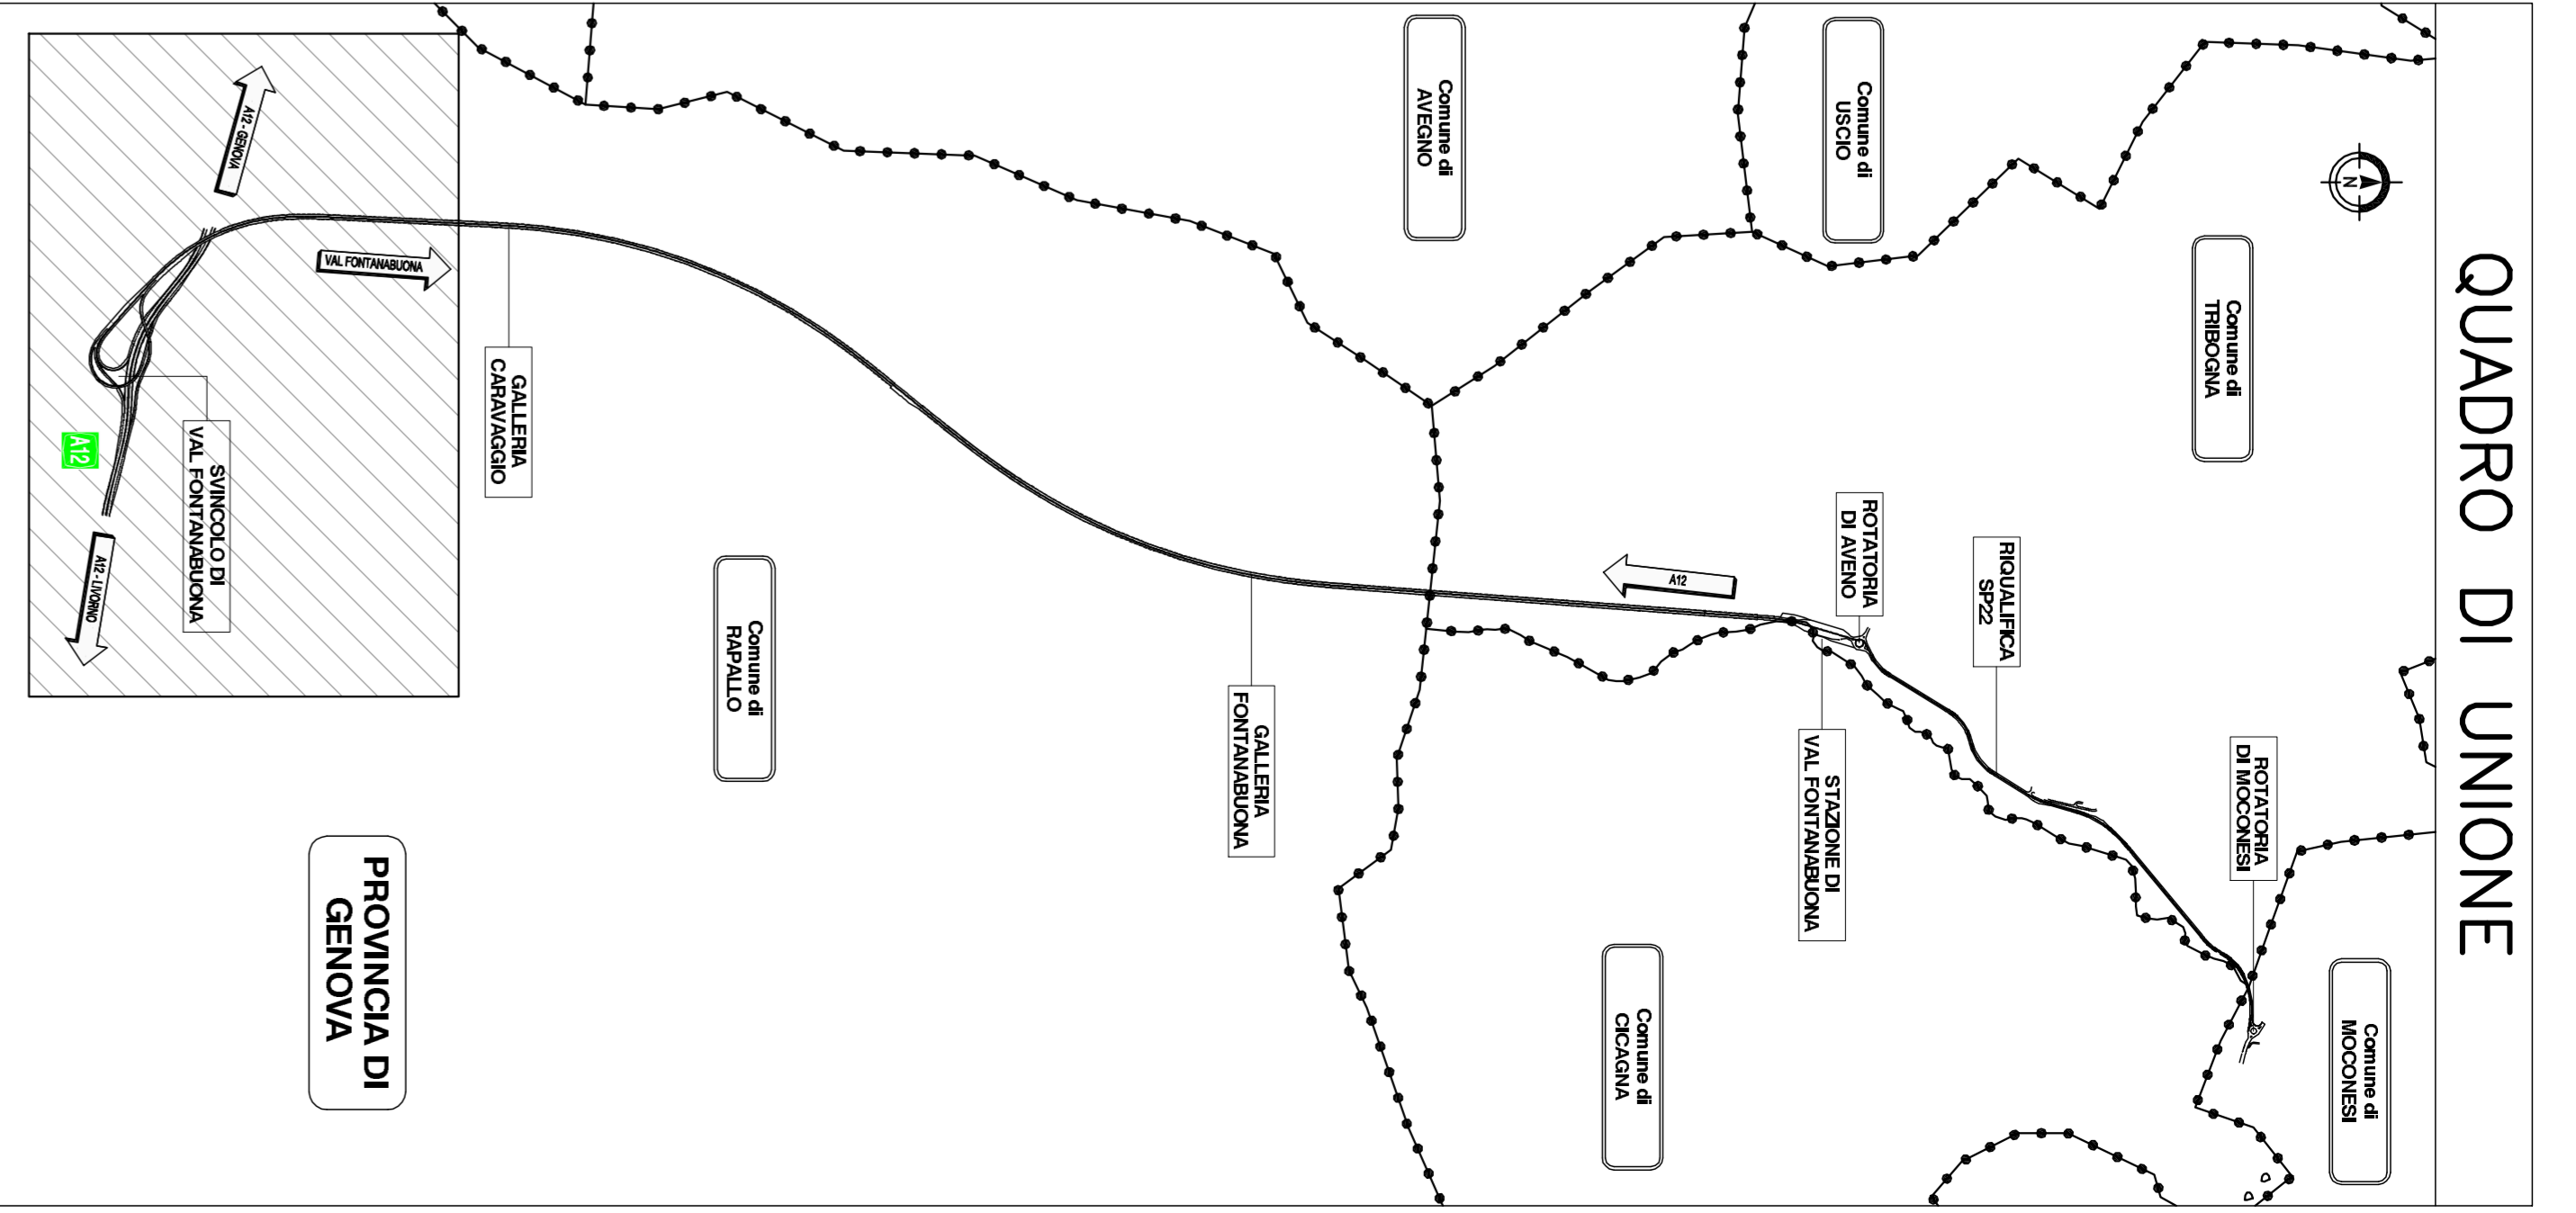 QUADRO DI UNIONE
Comune di
MOCONESI
Comune di
TRIBOGNA
ROTATORIA
DI MOCONESI
RIQUALIFICA
SP22
Comune di
USCIO
ROTATORIA
DI AVENO
STAZIONE DI
VAL FONTANABUONA
A12
Comune di
CICAGNA
Comune di
AVEGNO
GALLERIA
FONTANABUONA
Comune di
RAPALLO
GALLERIA
CARAVAGGIO
VAL FONTANABUONA
PROVINCIA DI
GENOVA
A12 - GENOVA
SVINCOLO DI
VAL FONTANABUONA
A12 - LIVORNO
A12
N